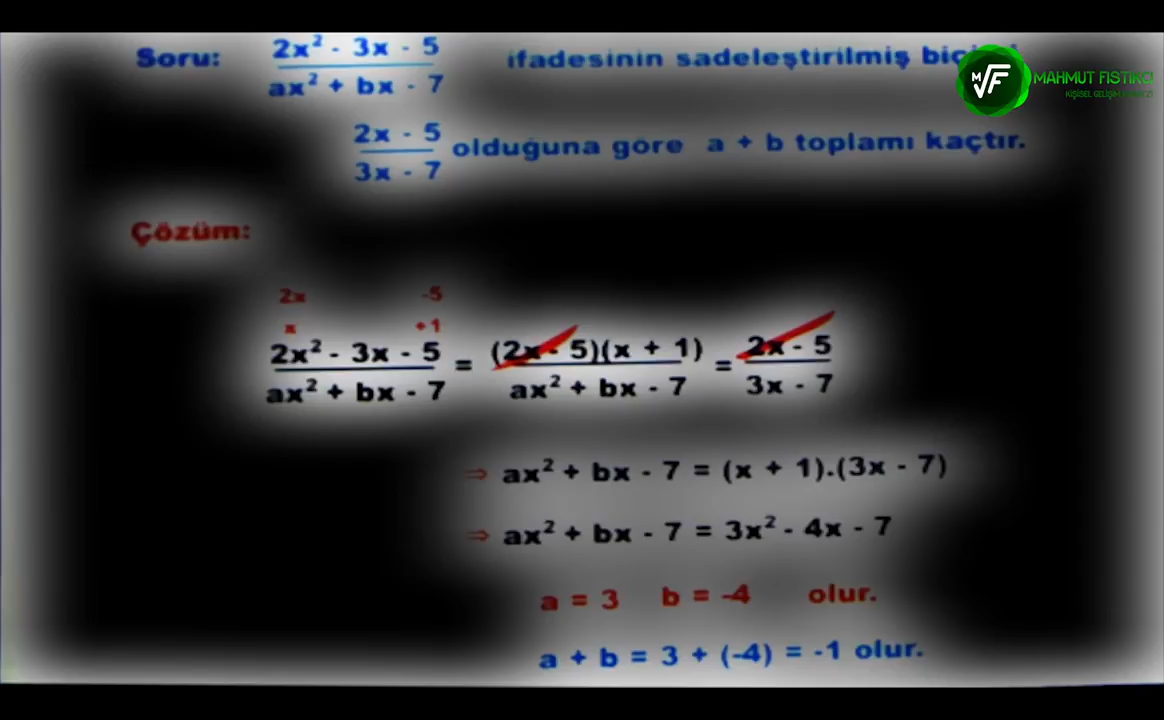 Soru: 2x² - 3x - 5 / ax² + bx - 7 ifadesinin sadeleştirilmiş
2x - 5 / 3x - 7 olduğuna göre a + b toplamı kaçtır.
MAHMUT FISTIKÇI
Çözüm:
2x -5
x +1
2x² - 3x - 5 / ax² + bx - 7 = (2x - 5)(x + 1) / ax² + bx - 7 = 2x - 5 / 3x - 7
⇒ ax² + bx - 7 = (x + 1).(3x - 7)
⇒ ax² + bx - 7 = 3x² - 4x - 7
a = 3 b = -4 olur.
a + b = 3 + (-4) = -1 olur.